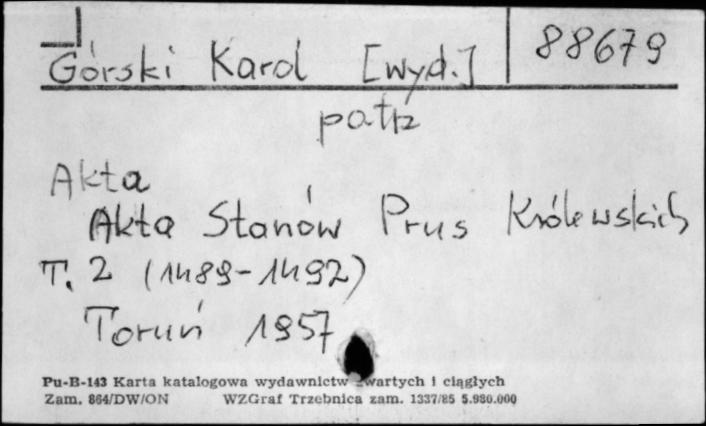 Górski Karol [wyd.] 88679
patrz
Akta
Akta Stanów Prus Królewskich
T. 2 (1489-1492)
Toruń 1957
Pu-B-143 Karta katalogowa wydawnictw zwartych i ciągłych
Zam. 864/DW/ON WZGraf Trzebnica zam. 1337/85 5.980.000